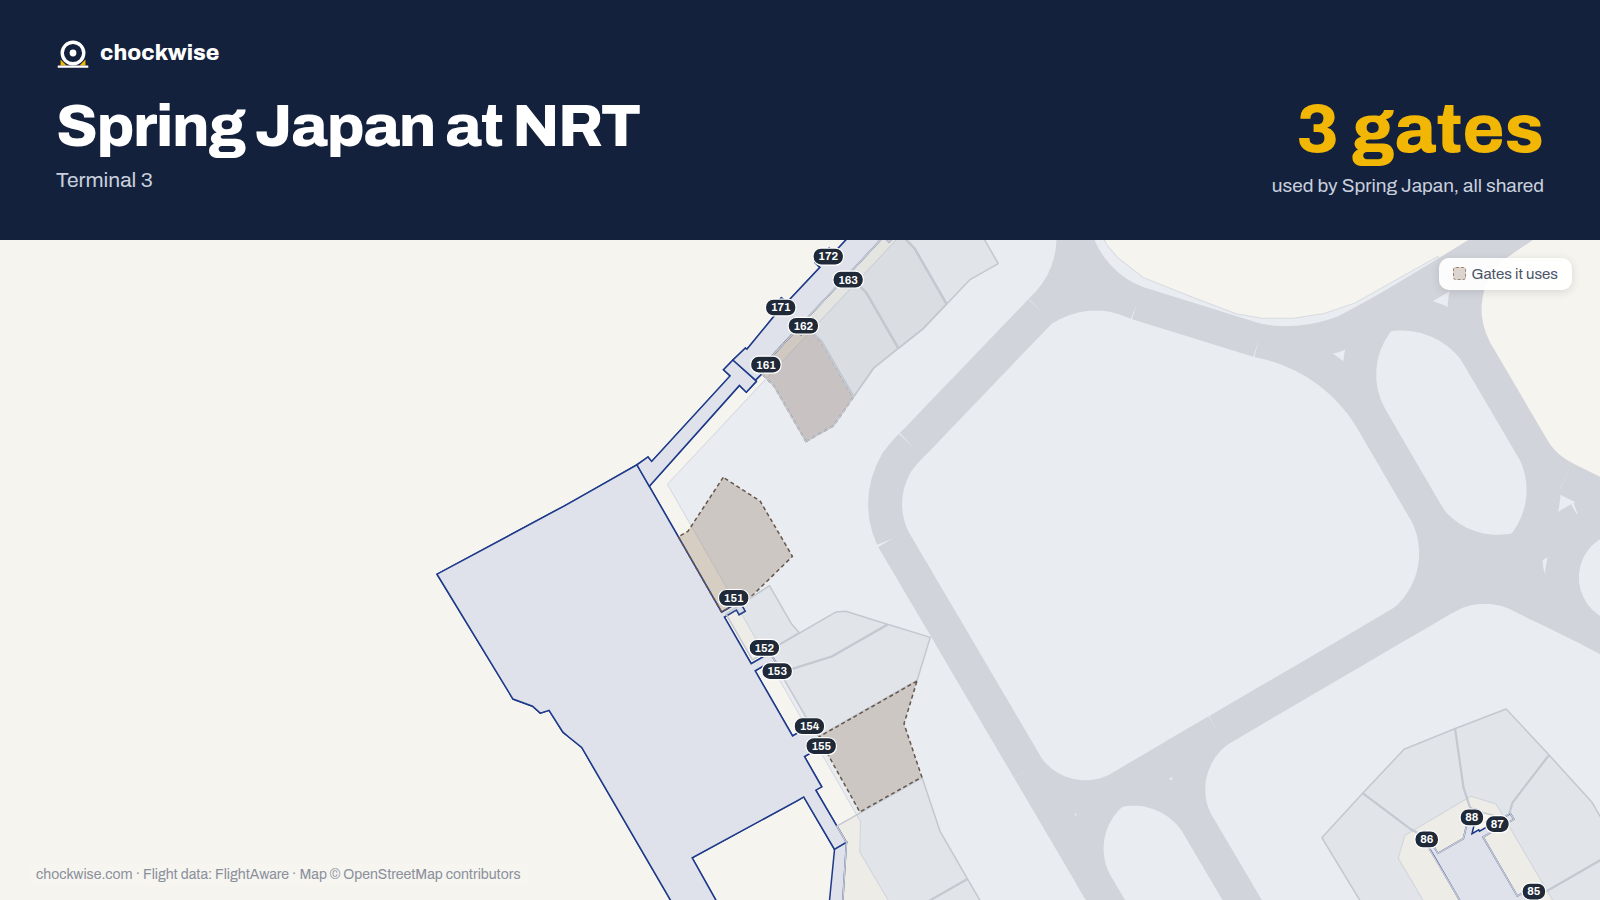 chockwise
Spring Japan at NRT
Terminal 3
3 gates
used by Spring Japan, all shared
Gates it uses
172
163
171
162
161
151
152
153
154
155
88
87
86
85
chockwise.com · Flight data: FlightAware · Map © OpenStreetMap contributors